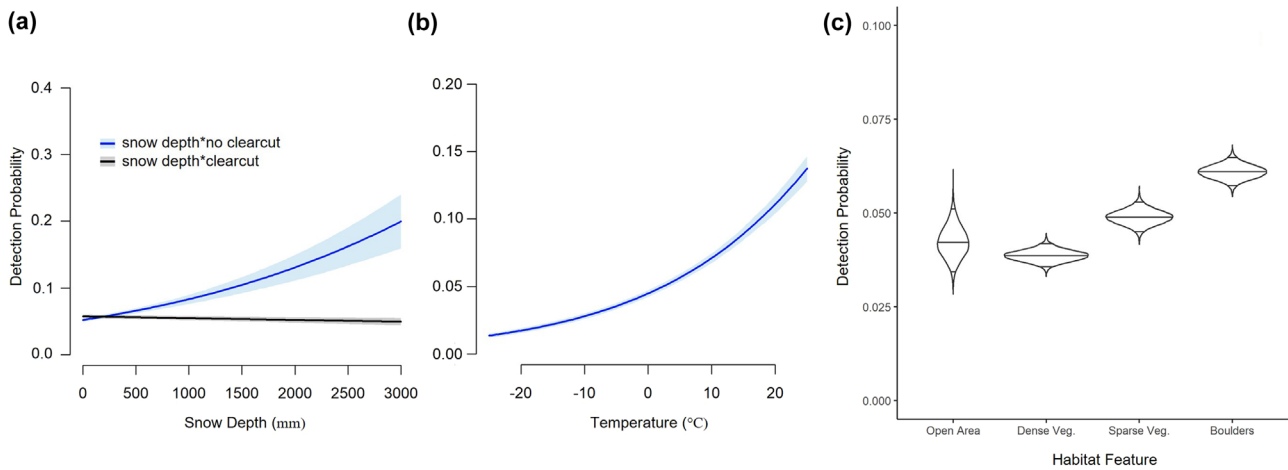 (a)
Detection Probability
0.4
0.3
0.2
0.1
0.0
snow depth*no clearcut
snow depth*clearcut
0 500 1000 1500 2000 2500 3000
Snow Depth (mm)
(b)
0.20
0.15
0.10
0.05
0.00
-20 -10 0 10 20
Temperature (°C)
(c)
Detection Probability
0.100
0.075
0.050
0.025
0.000
Open Area Dense Veg. Sparse Veg. Boulders
Habitat Feature